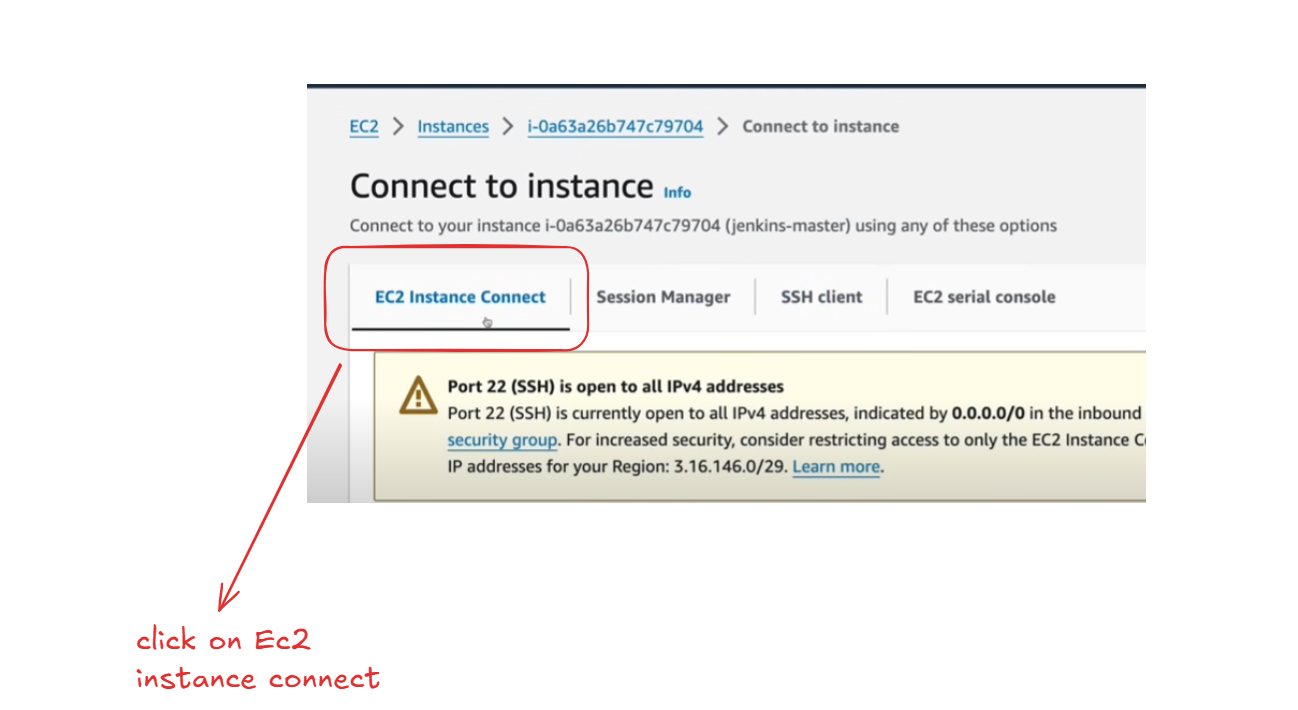 EC2 > Instances > i-0a63a26b747c79704 > Connect to instance
Connect to instance Info
Connect to your instance i-0a63a26b747c79704 (jenkins-master) using any of these options
EC2 Instance Connect Session Manager SSH client EC2 serial console
Port 22 (SSH) is open to all IPv4 addresses
Port 22 (SSH) is currently open to all IPv4 addresses, indicated by 0.0.0.0/0 in the inbound
security group. For increased security, consider restricting access to only the EC2 Instance
IP addresses for your Region: 3.16.146.0/29. Learn more.
click on Ec2
instance connect